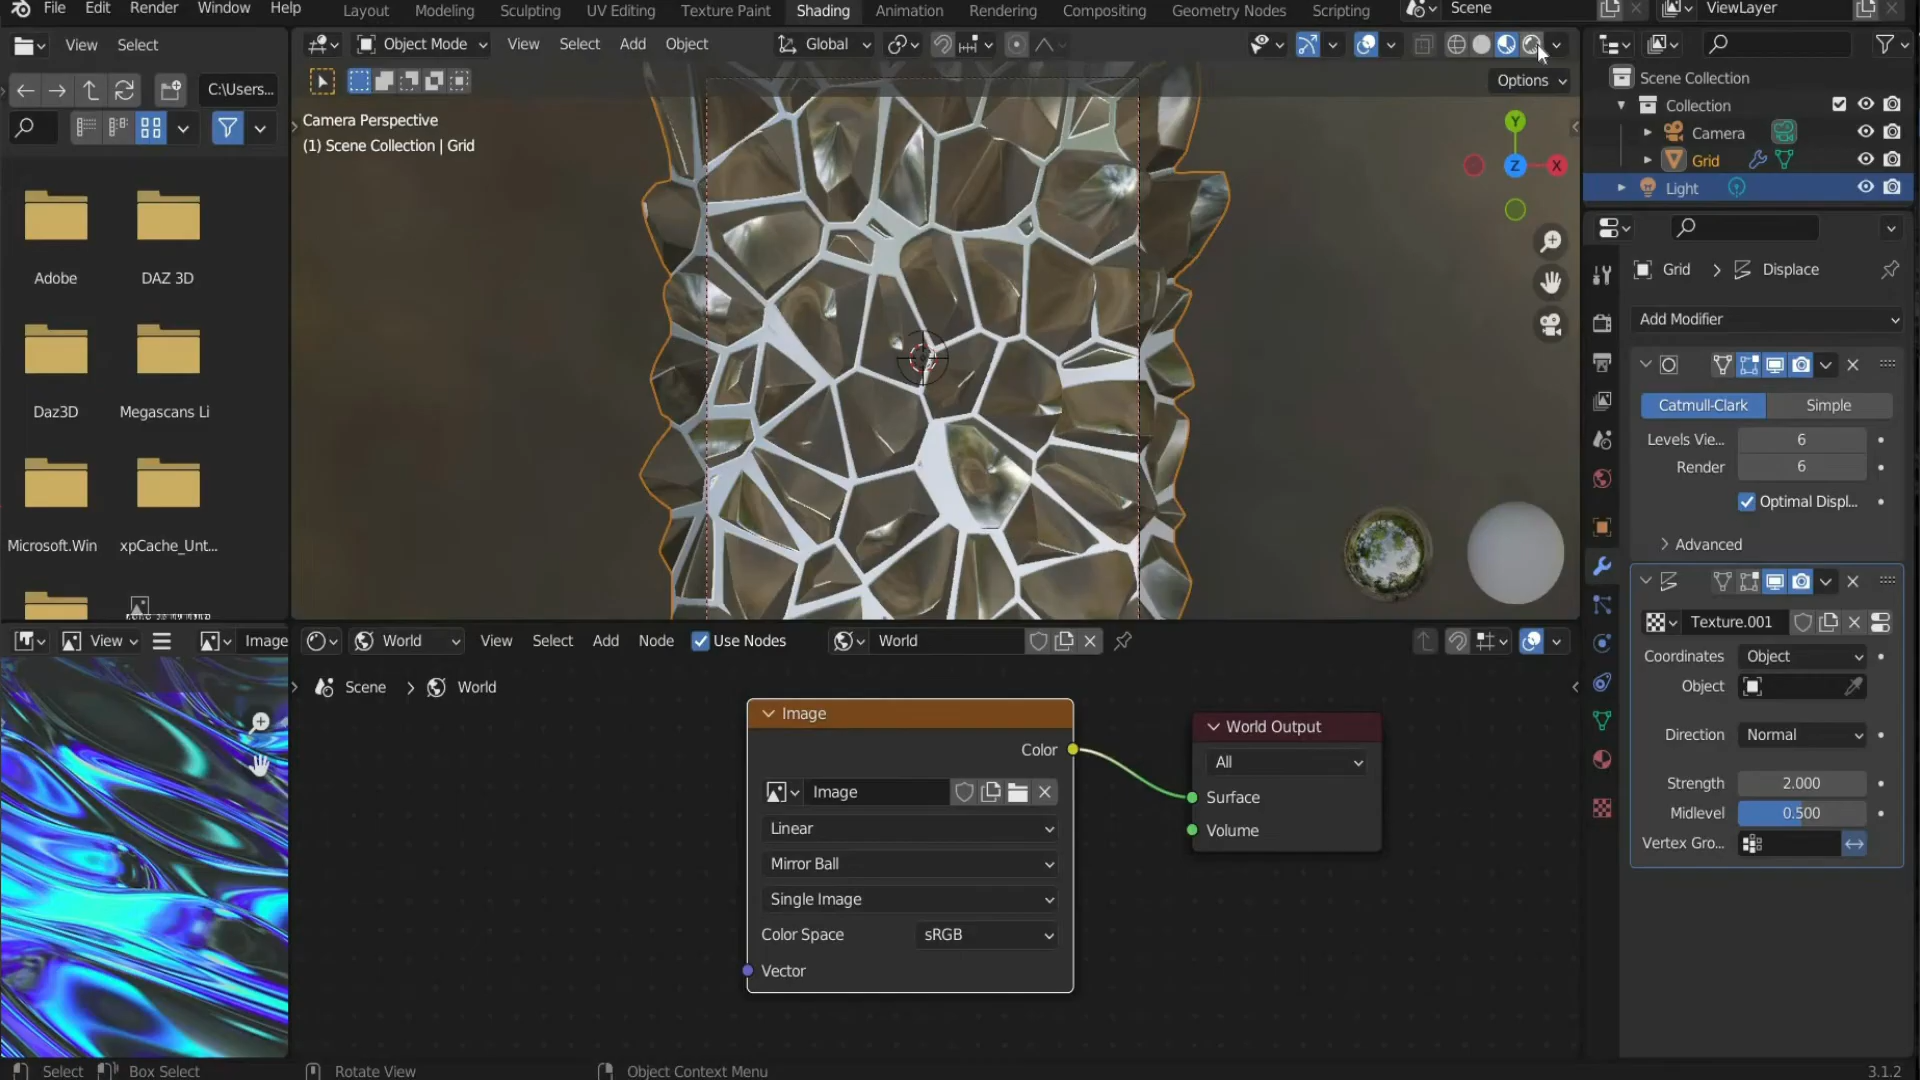 File Edit Render Window Help
Layout Modeling Sculpting UV Editing Texture Paint Shading Animation Rendering Compositing Geometry Nodes Scripting
Scene
ViewLayer
View Select
C:\Users...
Adobe
DAZ 3D
Daz3D
Megascans Li
Microsoft.Win
xpCache_Unt...
Object Mode View Select Add Object
Global
Options
Camera Perspective
(1) Scene Collection | Grid
Y
Z
X
Scene Collection
Collection
Camera
Grid
Light
Grid > Displace
Add Modifier
Catmull-Clark Simple
Levels Vie... 6
Render 6
Optimal Displ...
Advanced
Texture.001
Coordinates Object
Object
Direction Normal
Strength 2.000
Midlevel 0.500
Vertex Gro...
View
Image
World View Select Add Node Use Nodes
World
Scene > World
Image
Color
Image
Linear
Mirror Ball
Single Image
Color Space sRGB
Vector
World Output
All
Surface
Volume
Select Box Select Rotate View Object Context Menu
3.1.2